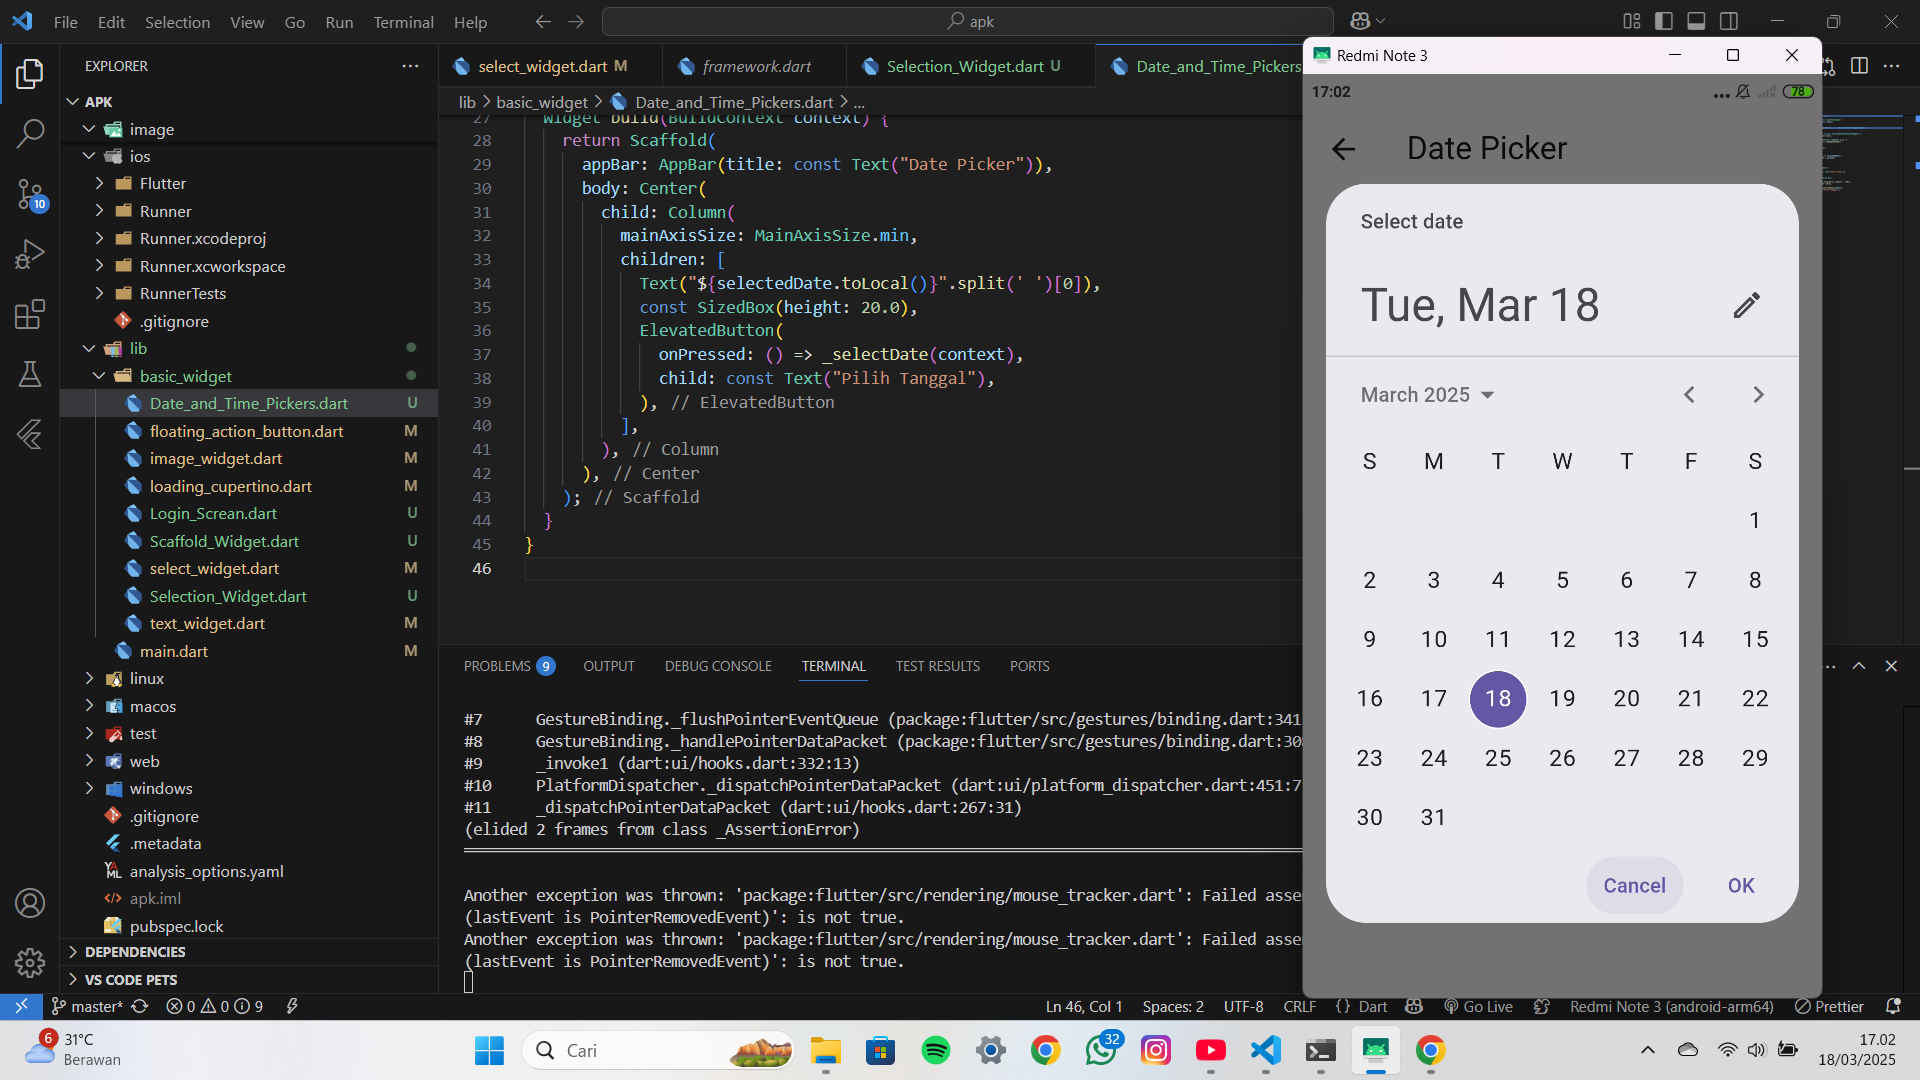 File Edit Selection View Go Run Terminal Help
apk
EXPLORER
APK
image
ios
Flutter
Runner
Runner.xcodeproj
Runner.xcworkspace
RunnerTests
.gitignore
lib
basic_widget
Date_and_Time_Pickers.dart U
floating_action_button.dart M
image_widget.dart M
loading_cupertino.dart M
Login_Screan.dart U
Scaffold_Widget.dart U
select_widget.dart M
Selection_Widget.dart U
text_widget.dart M
main.dart M
linux
macos
test
web
windows
.gitignore
.metadata
analysis_options.yaml
apk.iml
pubspec.lock
DEPENDENCIES
VS CODE PETS
10
select_widget.dart M
framework.dart
Selection_Widget.dart U
Date_and_Time_Pickers
lib > basic_widget > Date_and_Time_Pickers.dart > ...
27 Widget build(BuildContext context) {
28 return Scaffold(
29 appBar: AppBar(title: const Text("Date Picker")),
30 body: Center(
31 child: Column(
32 mainAxisSize: MainAxisSize.min,
33 children: [
34 Text("${selectedDate.toLocal()}".split(' ')[0]),
35 const SizedBox(height: 20.0),
36 ElevatedButton(
37 onPressed: () => _selectDate(context),
38 child: const Text("Pilih Tanggal"),
39 ), // ElevatedButton
40 ],
41 ), // Column
42 ), // Center
43 ); // Scaffold
44 }
45 }
46
PROBLEMS 9 OUTPUT DEBUG CONSOLE TERMINAL TEST RESULTS PORTS
#7 GestureBinding._flushPointerEventQueue (package:flutter/src/gestures/binding.dart:341
#8 GestureBinding._handlePointerDataPacket (package:flutter/src/gestures/binding.dart:30
#9 _invoke1 (dart:ui/hooks.dart:332:13)
#10 PlatformDispatcher._dispatchPointerDataPacket (dart:ui/platform_dispatcher.dart:451:7
#11 _dispatchPointerDataPacket (dart:ui/hooks.dart:267:31)
(elided 2 frames from class _AssertionError)
Another exception was thrown: 'package:flutter/src/rendering/mouse_tracker.dart': Failed asse
(lastEvent is PointerRemovedEvent)': is not true.
Another exception was thrown: 'package:flutter/src/rendering/mouse_tracker.dart': Failed asse
(lastEvent is PointerRemovedEvent)': is not true.
Redmi Note 3
17:02
78
Date Picker
Select date
Tue, Mar 18
March 2025
S M T W T F S
1
2 3 4 5 6 7 8
9 10 11 12 13 14 15
16 17 18 19 20 21 22
23 24 25 26 27 28 29
30 31
Cancel OK
master* 0 0 9
Ln 46, Col 1 Spaces: 2 UTF-8 CRLF {} Dart Go Live Redmi Note 3 (android-arm64) Prettier
6
31°C
Berawan
Cari
32
17.02
18/03/2025